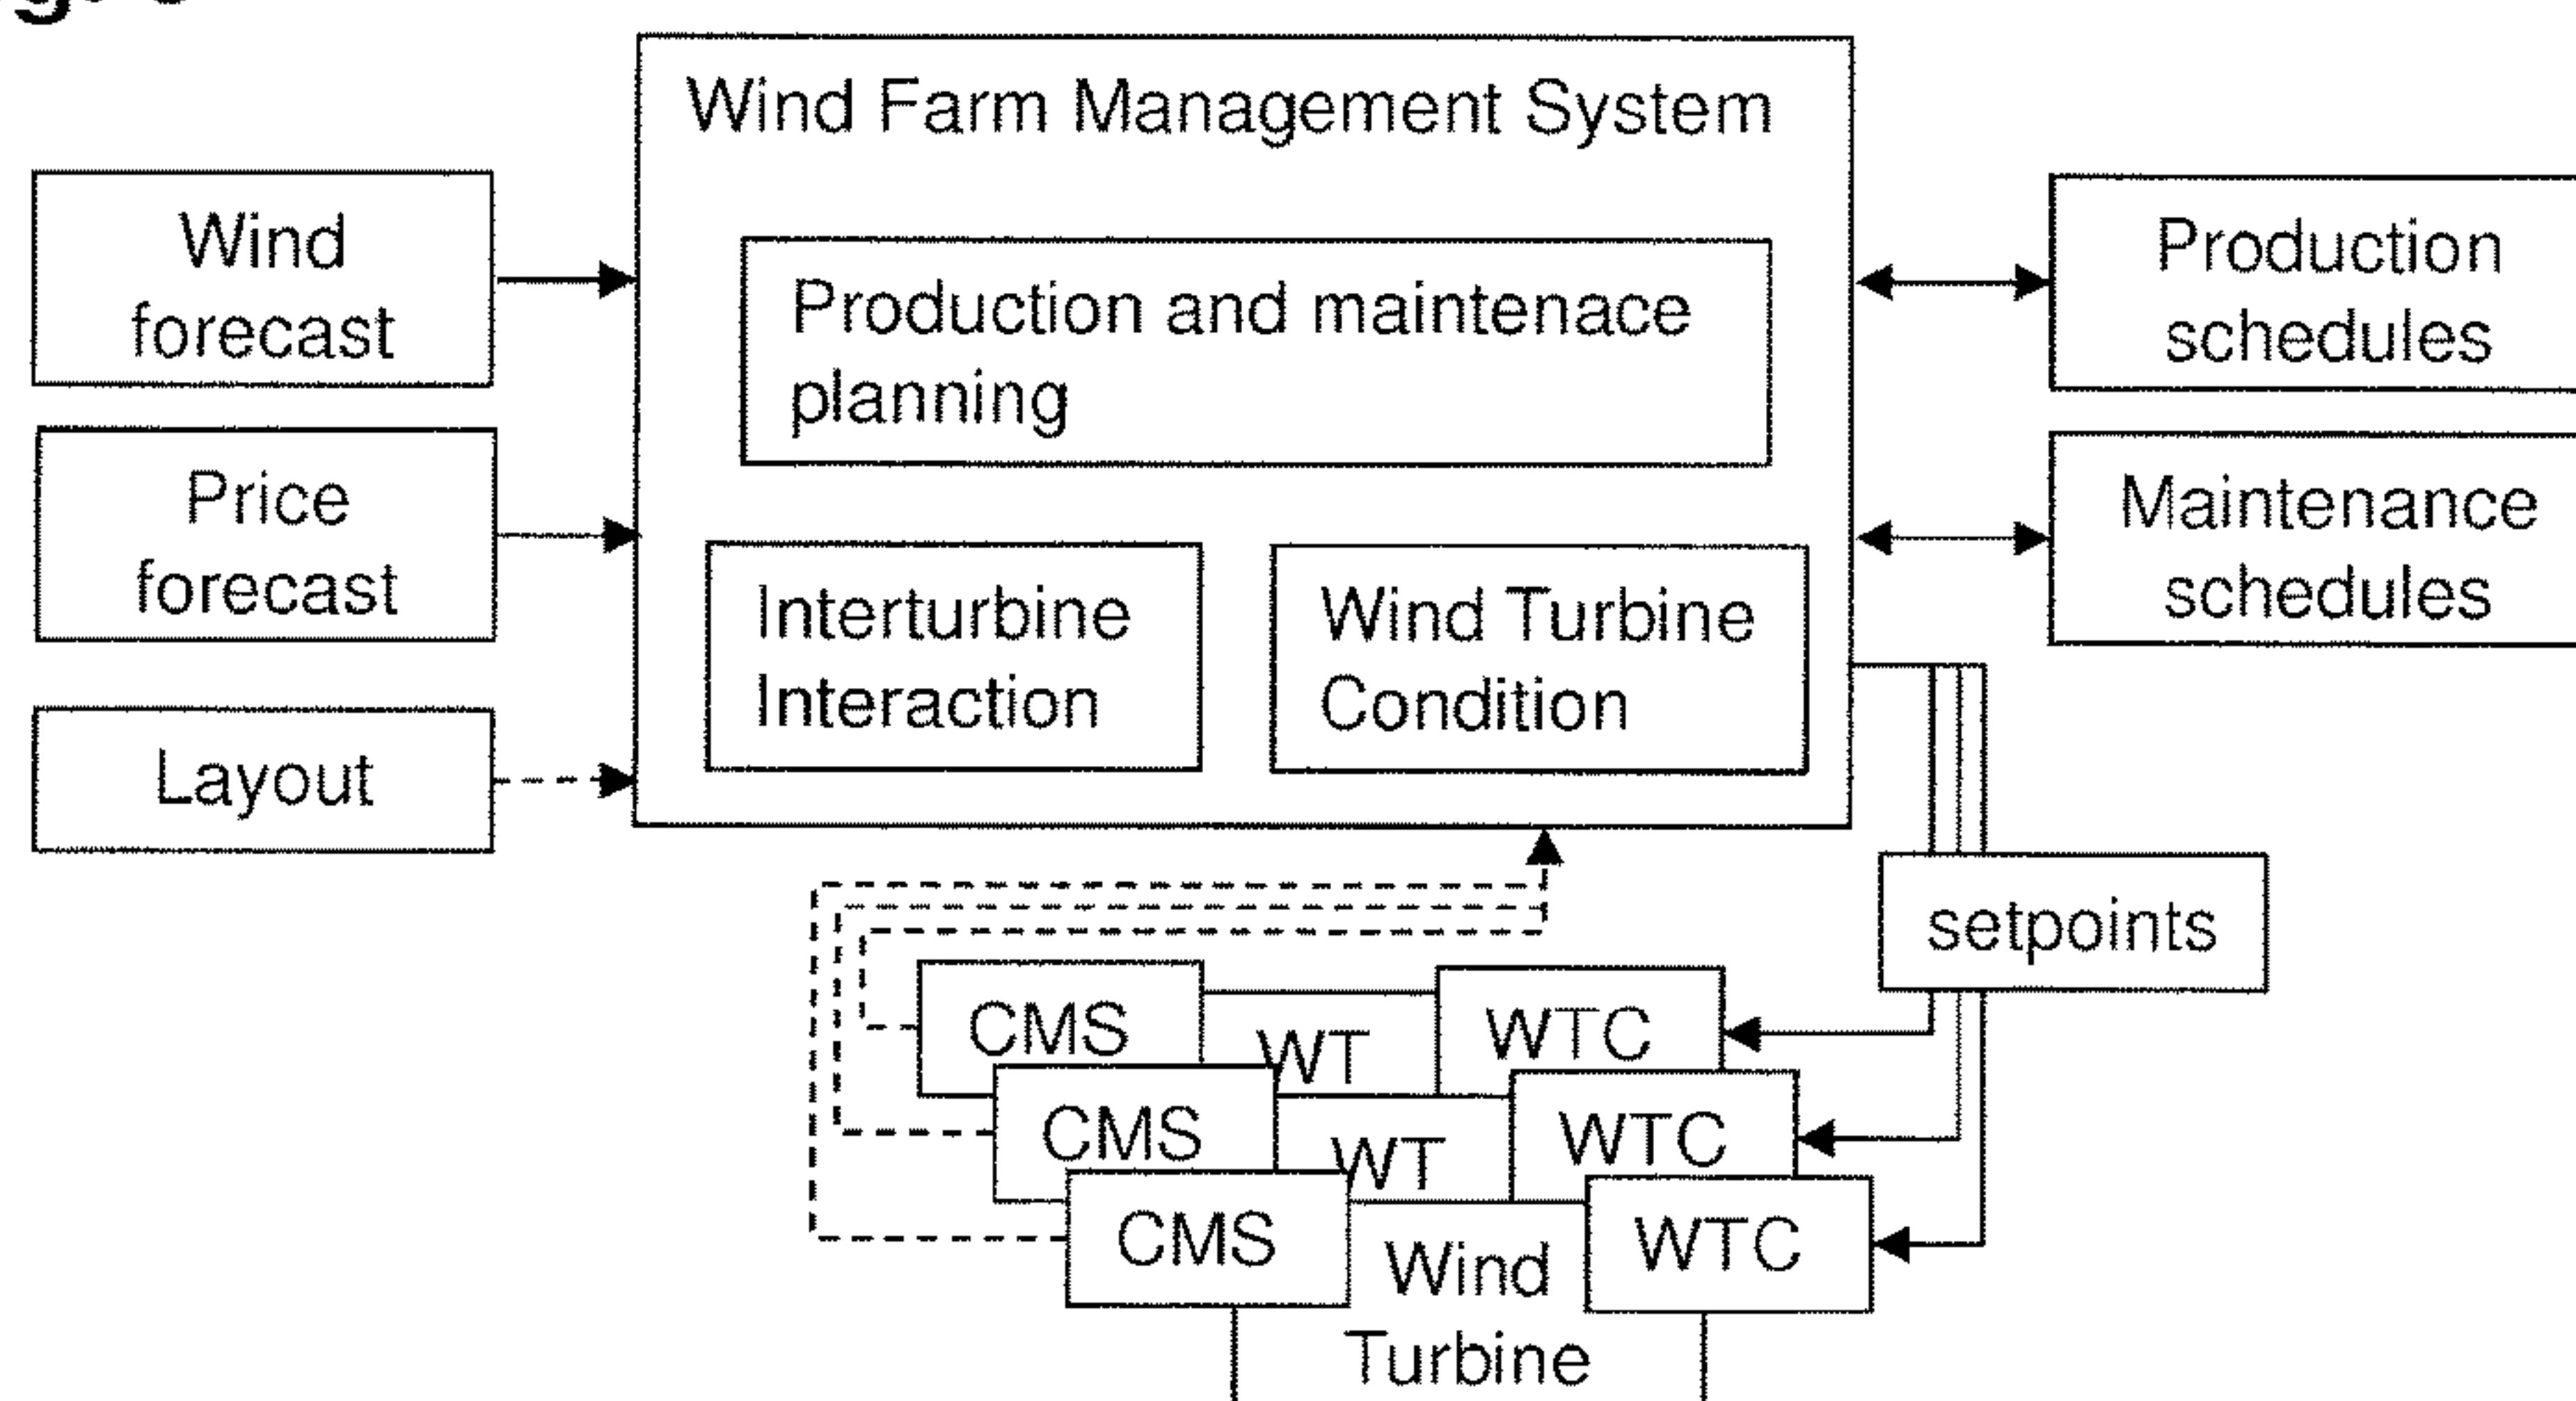 Wind Farm Management System
Wind
forecast
Price
forecast
Layout
Production and maintenace
planning
Interturbine
Interaction
Wind Turbine
Condition
Production
schedules
Maintenance
schedules
setpoints
CMS
WT
WTC
CMS
WT
WTC
CMS
Wind
Turbine
WTC